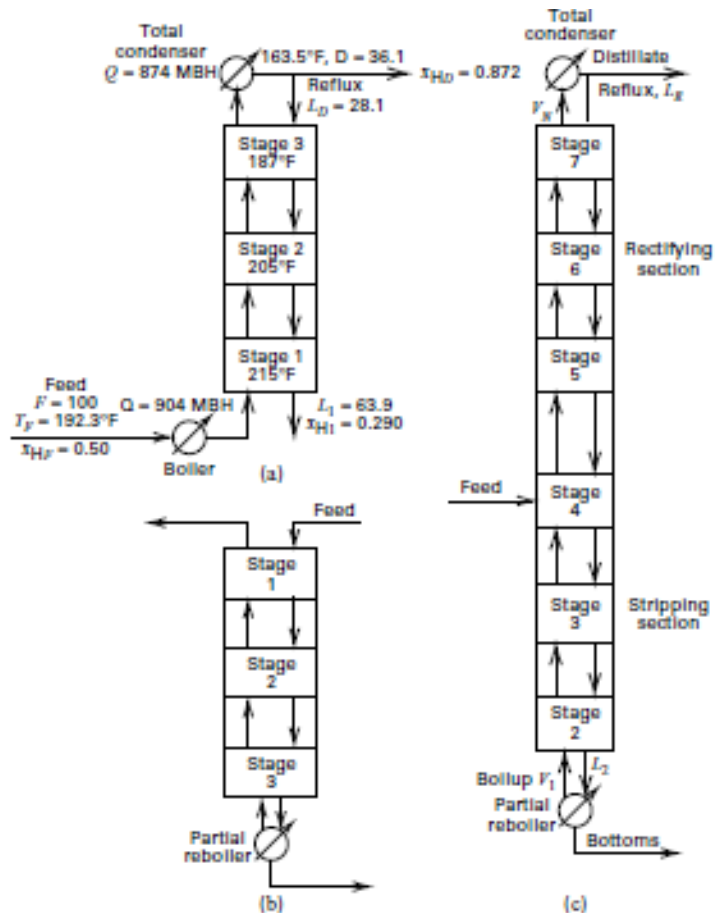 Total
condenser
Q = 874 MBH
163.5°F, D = 36.1
x_HD = 0.872
Reflux
L_D = 28.1
Stage 3
187°F
Stage 2
205°F
Stage 1
215°F
Feed
F = 100
T_F = 192.3°F
x_HF = 0.50
Q = 904 MBH
Boiler
L_1 = 63.9
x_H1 = 0.290
(a)
Feed
Stage
1
Stage
2
Stage
3
Partial
reboiler
(b)
Total
condenser
Distillate
Reflux, L_R
V_N
Stage
7
Stage
6
Rectifying
section
Stage
5
Feed
Stage
4
Stage
3
Stripping
section
Stage
2
Boilup V_1
L_2
Partial
reboiler
Bottoms
(c)